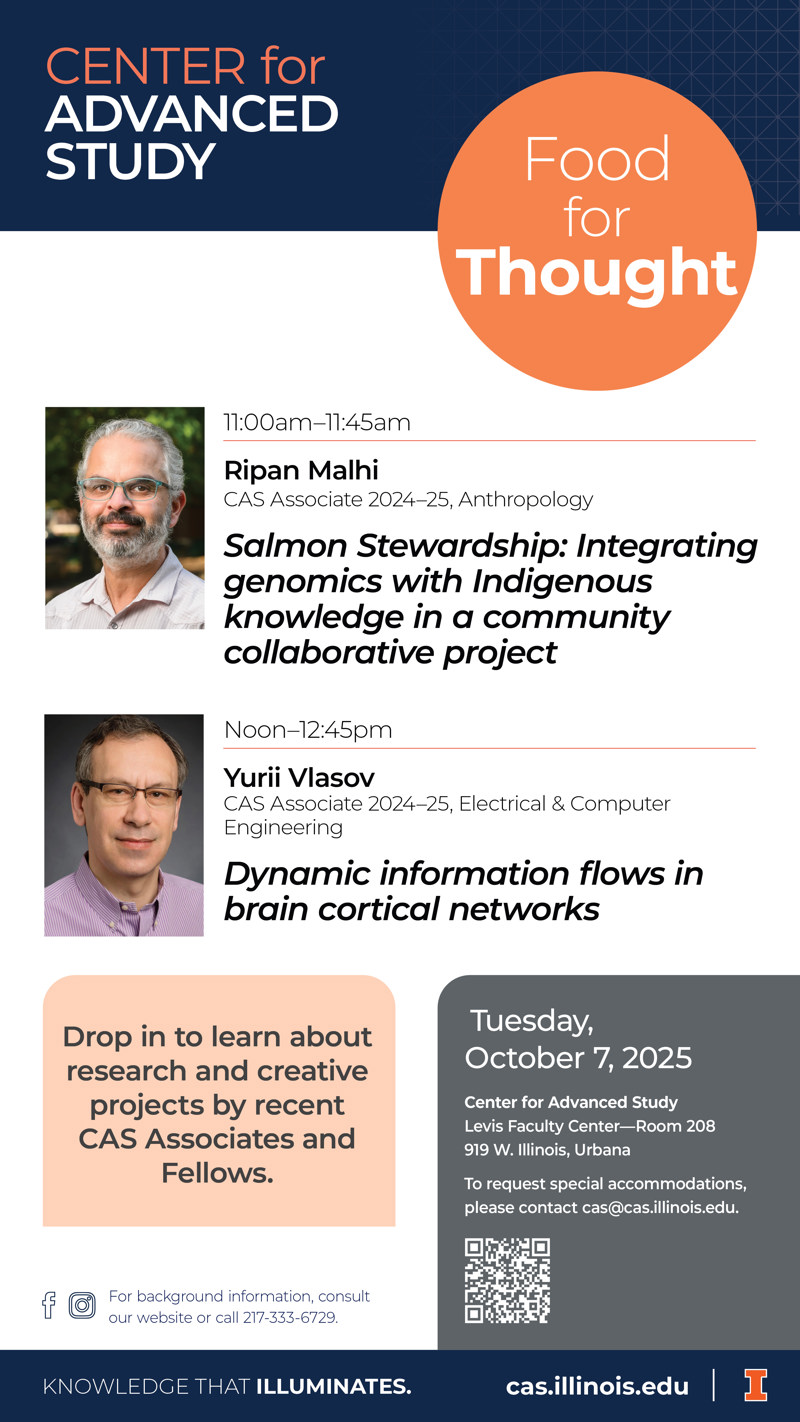 CENTER for
ADVANCED
STUDY
Food
for
Thought
11:00am–11:45am
Ripan Malhi
CAS Associate 2024–25, Anthropology
Salmon Stewardship: Integrating
genomics with Indigenous
knowledge in a community
collaborative project
Noon–12:45pm
Yurii Vlasov
CAS Associate 2024–25, Electrical & Computer
Engineering
Dynamic information flows in
brain cortical networks
Drop in to learn about
research and creative
projects by recent
CAS Associates and
Fellows.
Tuesday,
October 7, 2025
Center for Advanced Study
Levis Faculty Center—Room 208
919 W. Illinois, Urbana
To request special accommodations,
please contact cas@cas.illinois.edu.
For background information, consult
our website or call 217-333-6729.
KNOWLEDGE THAT ILLUMINATES.
cas.illinois.edu
I